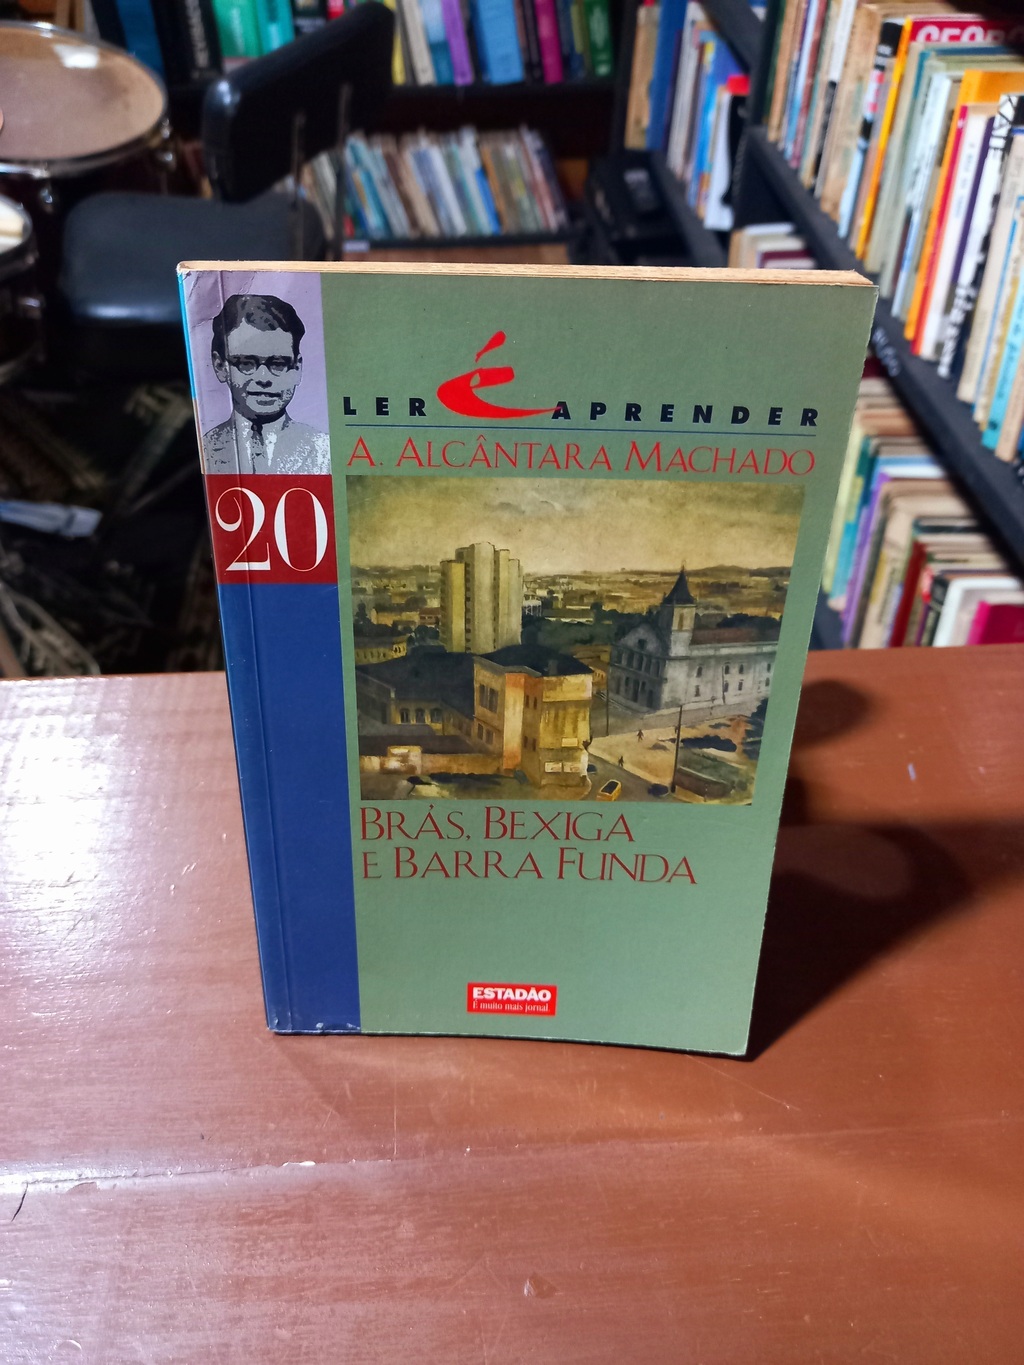 LER É APRENDER
A. ALCÂNTARA MACHADO
20
BRÁS, BEXIGA
E BARRA FUNDA
ESTADÃO
É muito mais jornal.